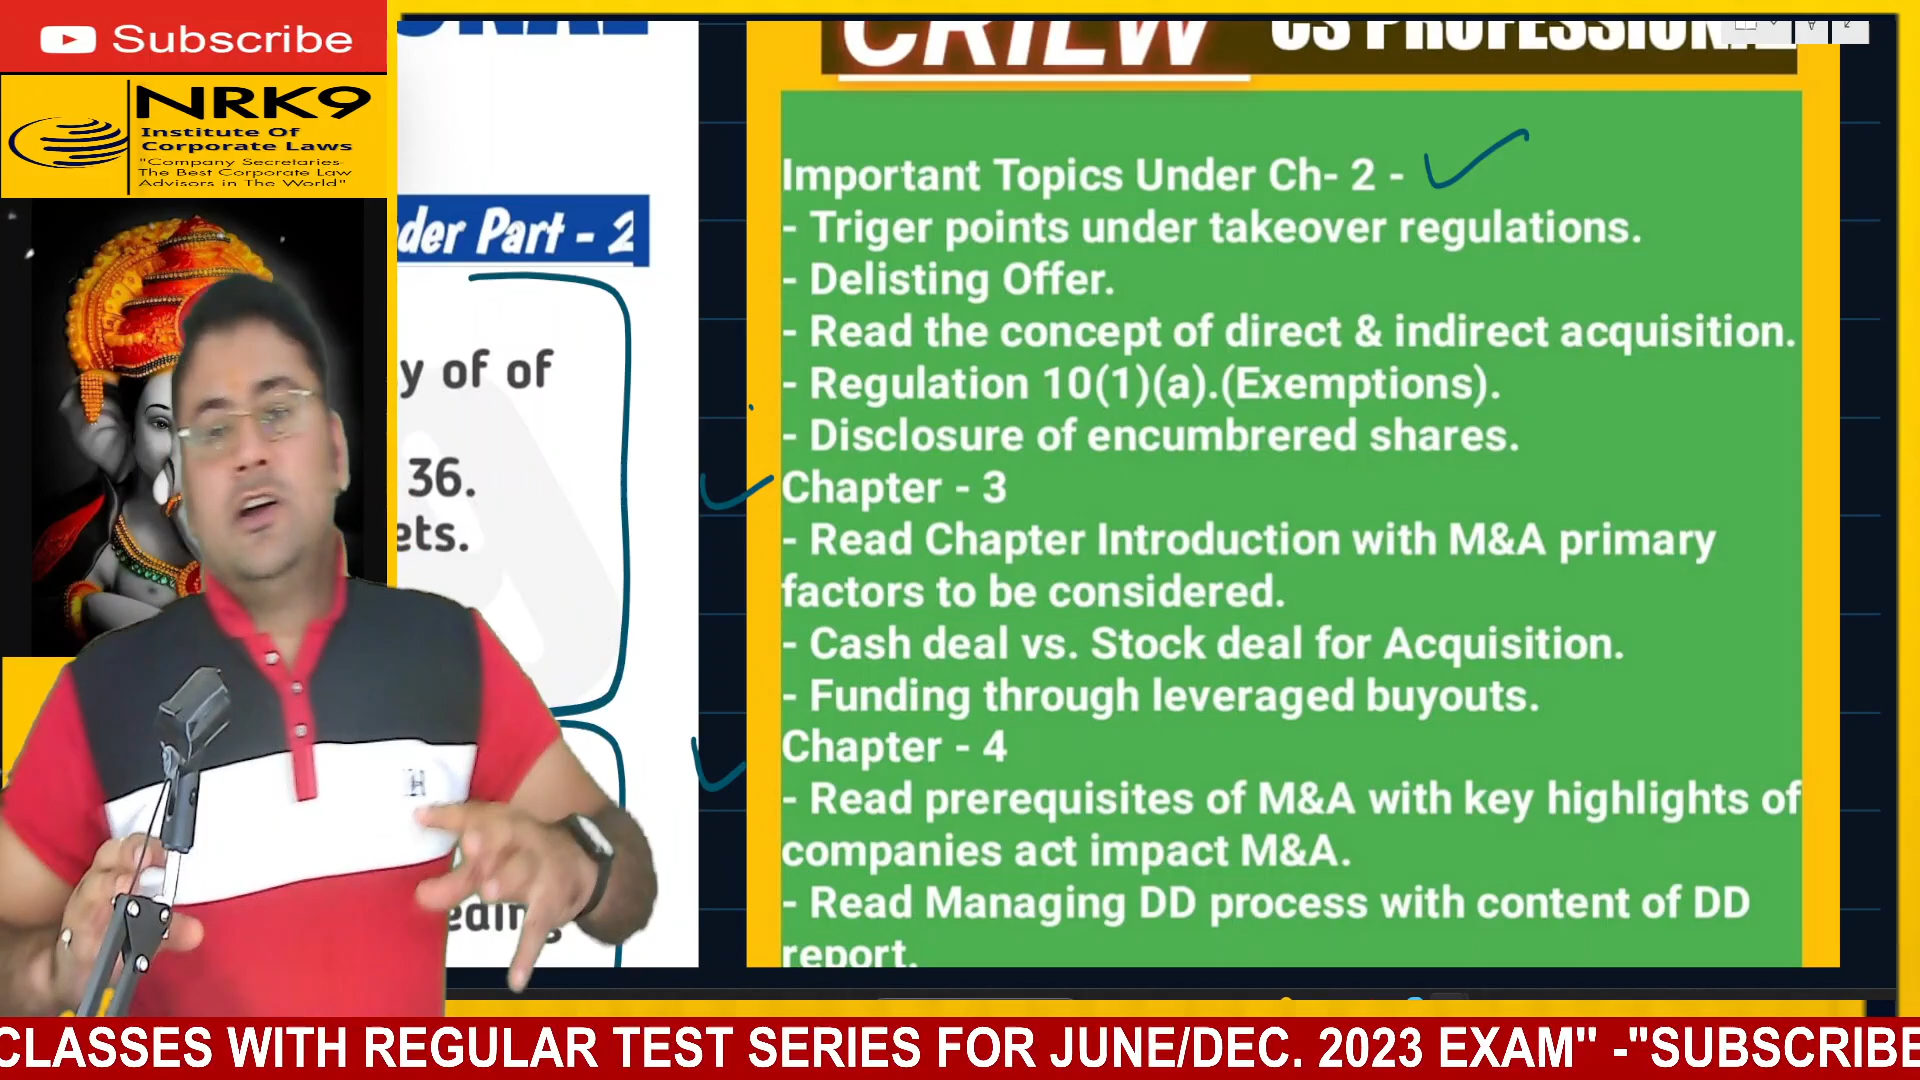 Subscribe
NRK9
Institute Of
Corporate Laws
"Company Secretaries-
The Best Corporate Law
Advisors in The World"
der Part - 2
y of of
36.
ets.
CRILW CS PROFESSIONAL
Important Topics Under Ch- 2 -
- Triger points under takeover regulations.
- Delisting Offer.
- Read the concept of direct & indirect acquisition.
- Regulation 10(1)(a).(Exemptions).
- Disclosure of encumbrered shares.
Chapter - 3
- Read Chapter Introduction with M&A primary
factors to be considered.
- Cash deal vs. Stock deal for Acquisition.
- Funding through leveraged buyouts.
Chapter - 4
- Read prerequisites of M&A with key highlights of
companies act impact M&A.
- Read Managing DD process with content of DD
report.
CLASSES WITH REGULAR TEST SERIES FOR JUNE/DEC. 2023 EXAM" -"SUBSCRIBE